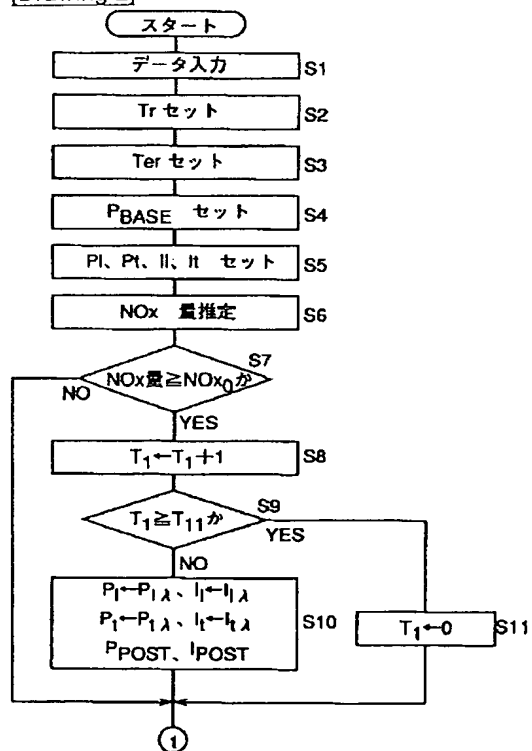 [Drawing 2]
スタート
データ入力 S1
Tr セット S2
Ter セット S3
PBASE セット S4
Pl、Pt、Il、It セット S5
NOx 量推定 S6
S7
NOx量≧NOx0か
NO
YES
T1←T1+1 S8
S9
T1≧T11か
YES
NO
Pl←Plλ、Il←Ilλ
Pt←Ptλ、It←Itλ S10
PPOST、IPOST
T1←0 S11
1